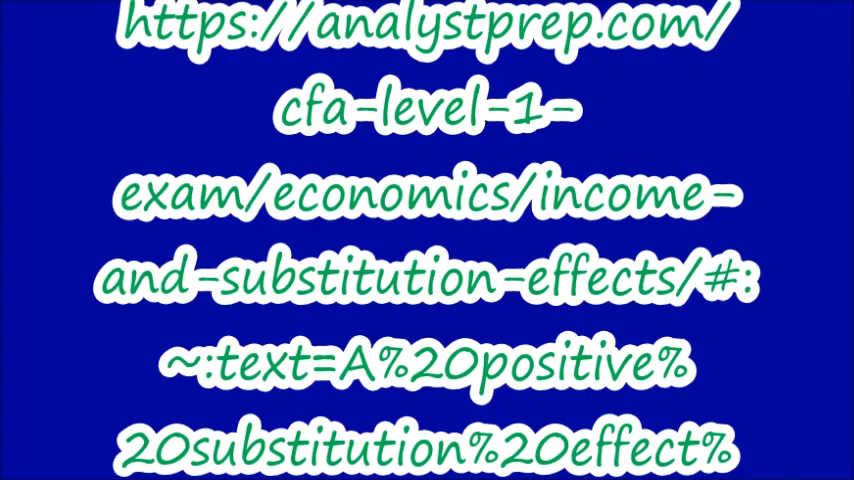 https://analystprep.com/
cfa-level-1-
exam/economics/income-
and-substitution-effects/#:
~:text=A%20positive%
20substitution%20effect%